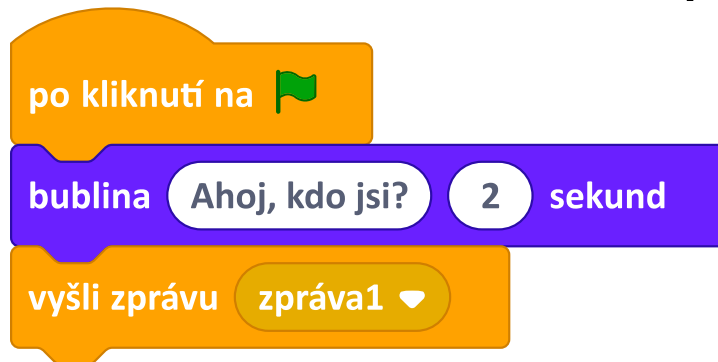 po kliknutí na
bublina Ahoj, kdo jsi? 2 sekund
vyšli zprávu zpráva1